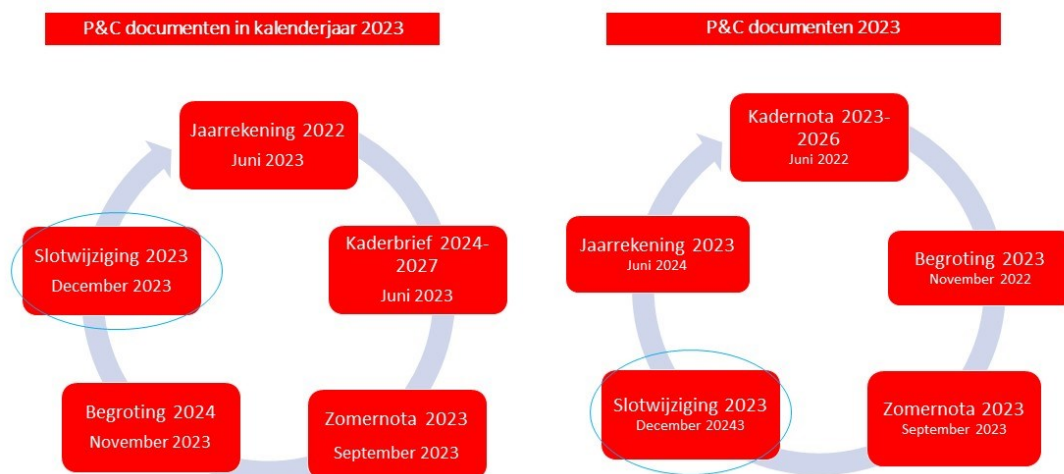 P&C documenten in kalenderjaar 2023
Jaarrekening 2022
Juni 2023
Kaderbrief 2024-
2027
Juni 2023
Zomernota 2023
September 2023
Begroting 2024
November 2023
Slotwijziging 2023
December 2023
P&C documenten 2023
Kadernota 2023-
2026
Juni 2022
Begroting 2023
November 2022
Zomernota 2023
September 2023
Slotwijziging 2023
December 20243
Jaarrekening 2023
Juni 2024